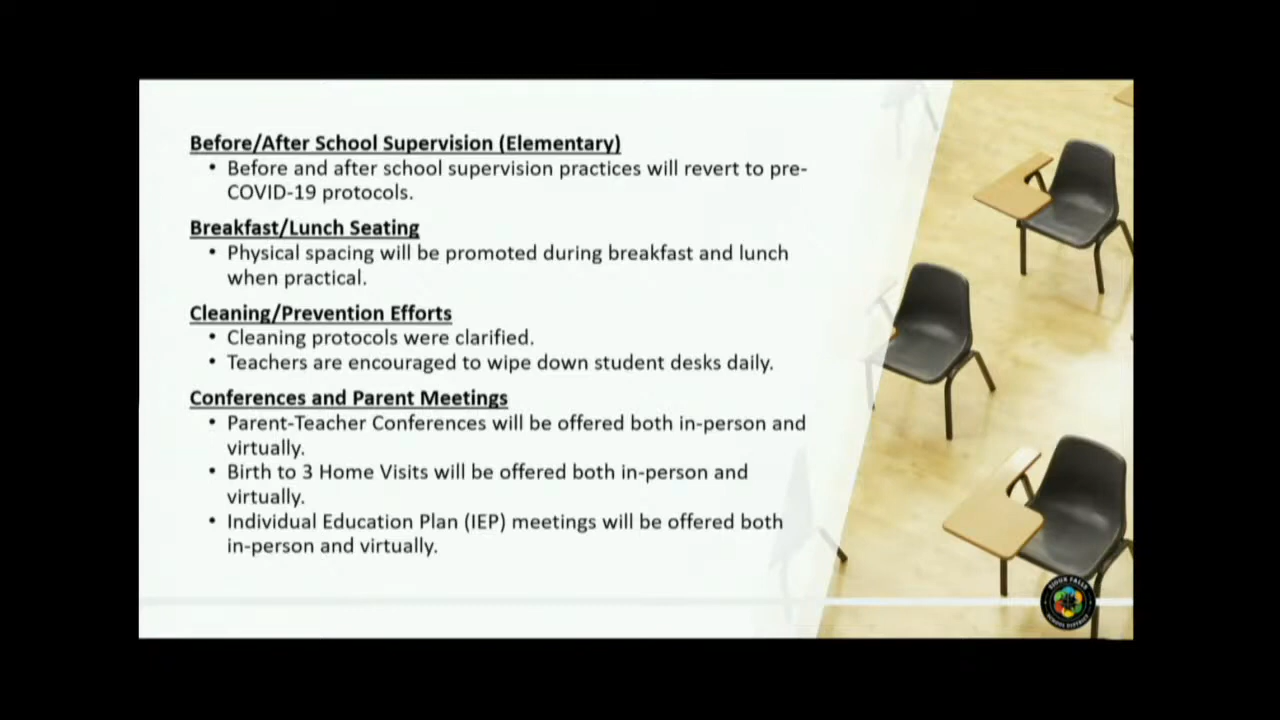 Before/After School Supervision (Elementary)
• Before and after school supervision practices will revert to pre-
COVID-19 protocols.
Breakfast/Lunch Seating
• Physical spacing will be promoted during breakfast and lunch
when practical.
Cleaning/Prevention Efforts
• Cleaning protocols were clarified.
• Teachers are encouraged to wipe down student desks daily.
Conferences and Parent Meetings
• Parent-Teacher Conferences will be offered both in-person and
virtually.
• Birth to 3 Home Visits will be offered both in-person and
virtually.
• Individual Education Plan (IEP) meetings will be offered both
in-person and virtually.
SIOUX FALLS
SCHOOL DISTRICT